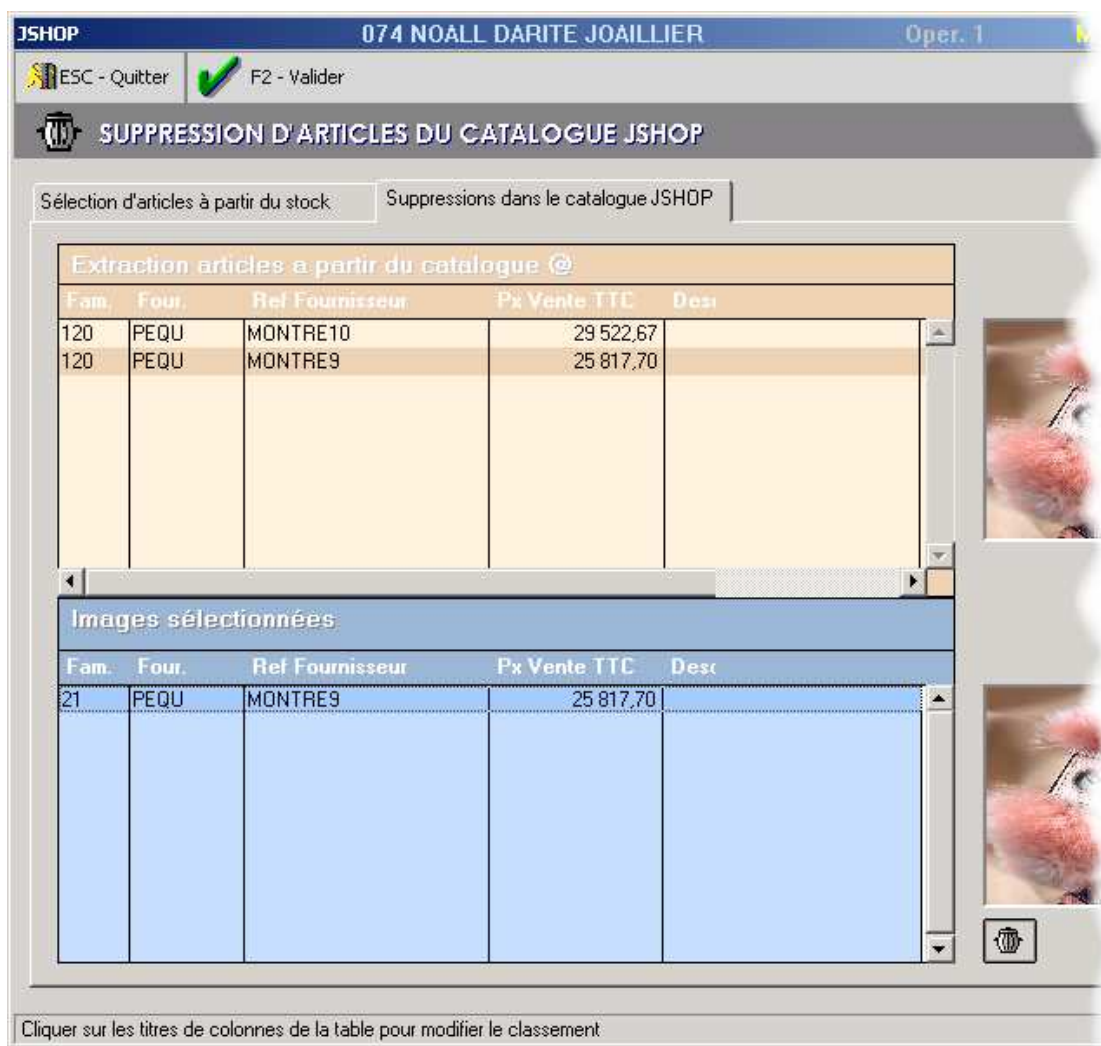 JSHOP 074 NOALL DARITE JOAILLIER Oper. 1
ESC - Quitter F2 - Valider
SUPPRESSION D'ARTICLES DU CATALOGUE JSHOP
Sélection d'articles à partir du stock Suppressions dans le catalogue JSHOP
Extraction articles a partir du catalogue @
Fam. Four. Ref Fournisseur Px Vente TTC Des
120 PEQU MONTRE10 29 522,67
120 PEQU MONTRE9 25 817,70
Images sélectionnées
Fam. Four. Ref Fournisseur Px Vente TTC Desc
21 PEQU MONTRE9 25 817,70
Cliquer sur les titres de colonnes de la table pour modifier le classement